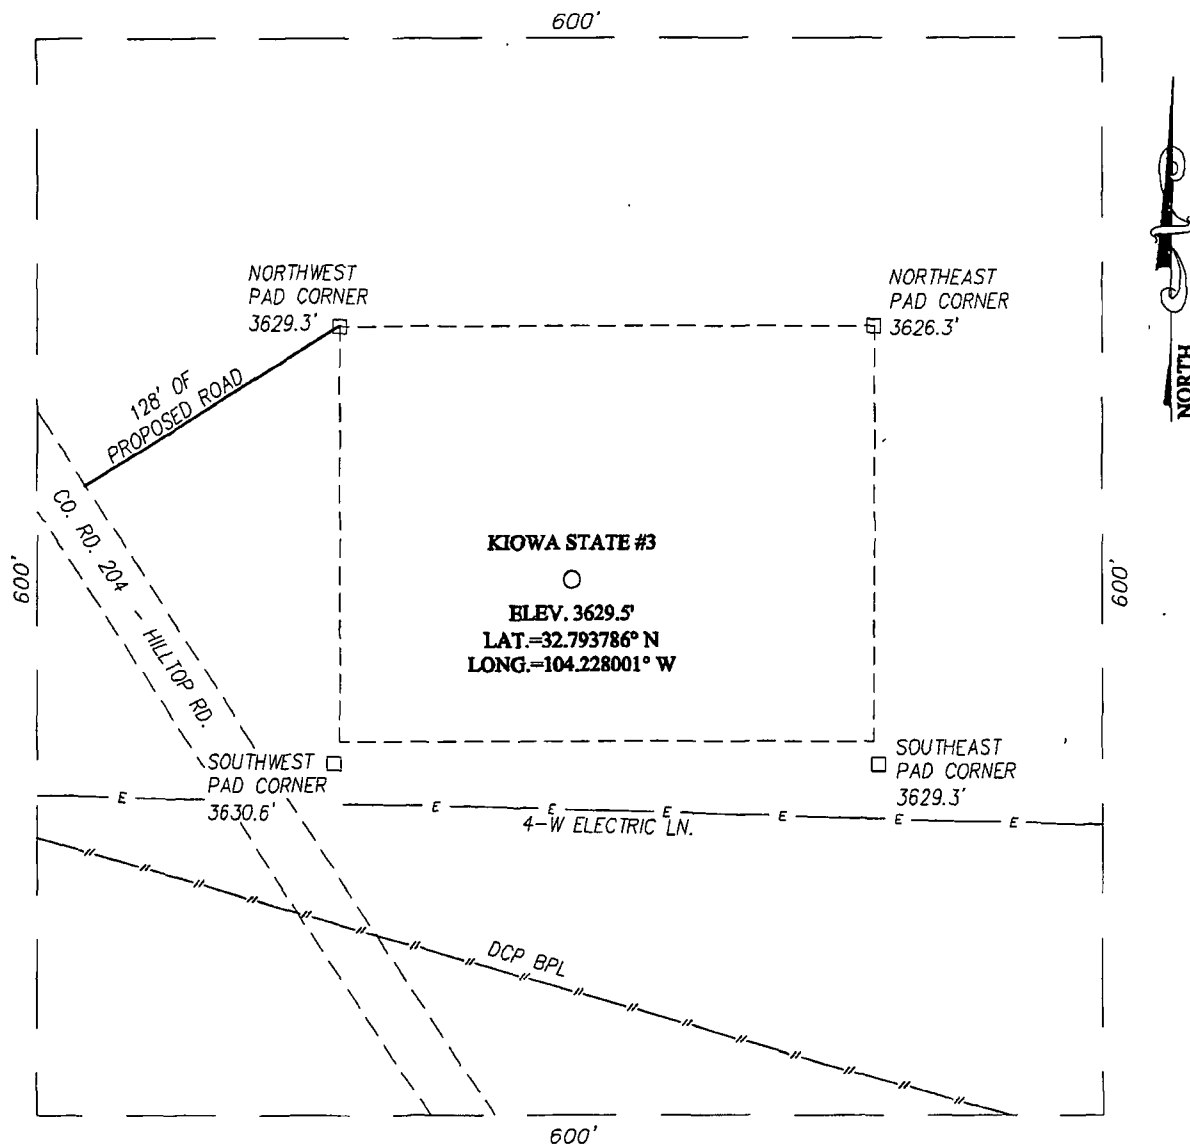 600'
NORTHWEST
PAD CORNER
3629.3'
NORTHEAST
PAD CORNER
3626.3'
NORTH
128' OF
PROPOSED ROAD
CO. RD. 204 - HILLTOP RD.
600'
600'
KIOWA STATE #3
ELEV. 3629.5'
LAT.=32.793786° N
LONG.=104.228001° W
SOUTHWEST
PAD CORNER
3630.6'
SOUTHEAST
PAD CORNER
3629.3'
E E E E E E E
4-W ELECTRIC LN.
DCP BPL
600'